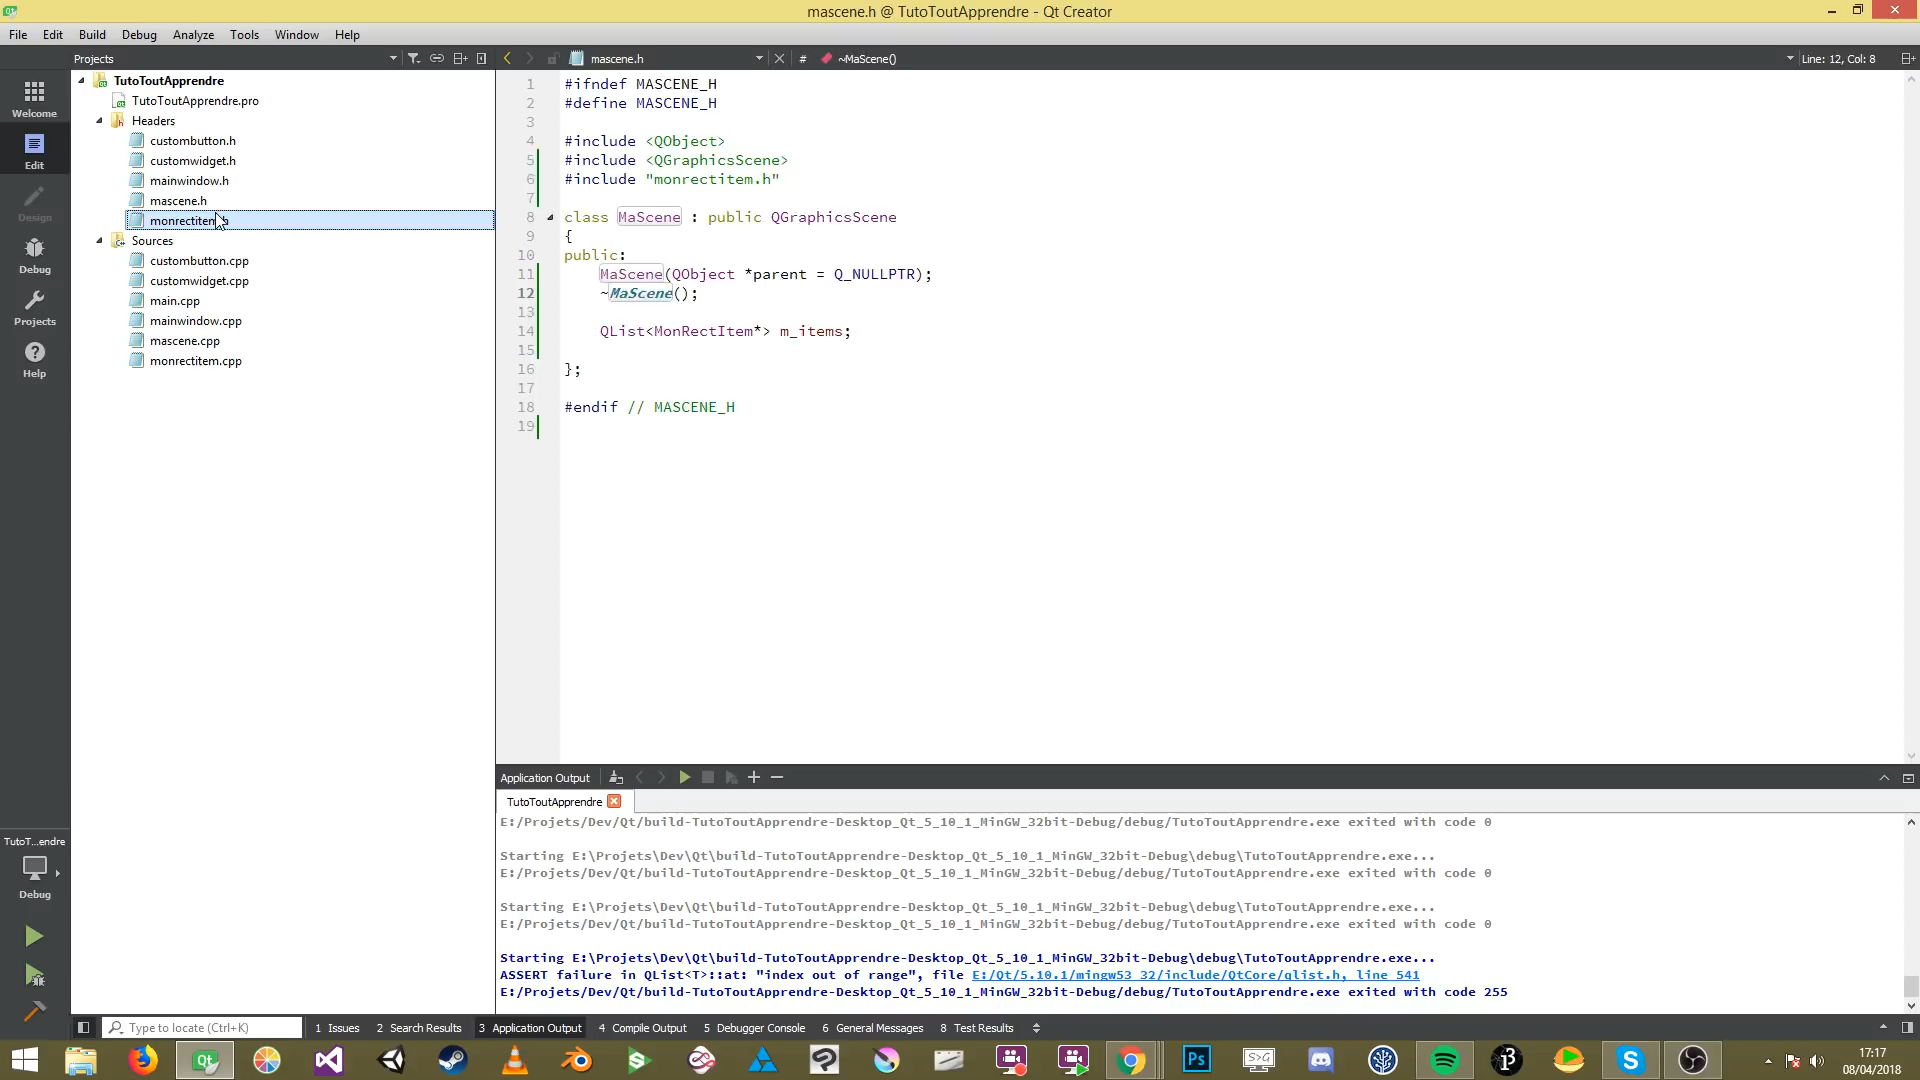 mascene.h @ TutoToutApprendre - Qt Creator
File Edit Build Debug Analyze Tools Window Help
Projects
mascene.h # ~MaScene() Line: 12, Col: 8
Welcome
Edit
Design
Debug
Projects
Help
TutoToutApprendre
TutoToutApprendre.pro
Headers
custombutton.h
customwidget.h
mainwindow.h
mascene.h
monrectitem.h
Sources
custombutton.cpp
customwidget.cpp
main.cpp
mainwindow.cpp
mascene.cpp
monrectitem.cpp
1 #ifndef MASCENE_H
2 #define MASCENE_H
3
4 #include <QObject>
5 #include <QGraphicsScene>
6 #include "monrectitem.h"
7
8 class MaScene : public QGraphicsScene
9 {
10 public:
11 MaScene(QObject *parent = Q_NULLPTR);
12 ~MaScene();
13
14 QList<MonRectItem*> m_items;
15
16 };
17
18 #endif // MASCENE_H
19
Application Output
TutoToutApprendre
E:/Projets/Dev/Qt/build-TutoToutApprendre-Desktop_Qt_5_10_1_MinGW_32bit-Debug/debug/TutoToutApprendre.exe exited with code 0
Starting E:\Projets\Dev\Qt\build-TutoToutApprendre-Desktop_Qt_5_10_1_MinGW_32bit-Debug\debug\TutoToutApprendre.exe...
E:/Projets/Dev/Qt/build-TutoToutApprendre-Desktop_Qt_5_10_1_MinGW_32bit-Debug/debug/TutoToutApprendre.exe exited with code 0
Starting E:\Projets\Dev\Qt\build-TutoToutApprendre-Desktop_Qt_5_10_1_MinGW_32bit-Debug\debug\TutoToutApprendre.exe...
E:/Projets/Dev/Qt/build-TutoToutApprendre-Desktop_Qt_5_10_1_MinGW_32bit-Debug/debug/TutoToutApprendre.exe exited with code 0
Starting E:\Projets\Dev\Qt\build-TutoToutApprendre-Desktop_Qt_5_10_1_MinGW_32bit-Debug\debug\TutoToutApprendre.exe...
ASSERT failure in QList<T>::at: "index out of range", file E:/Qt/5.10.1/mingw53_32/include/QtCore/qlist.h, line 541
E:/Projets/Dev/Qt/build-TutoToutApprendre-Desktop_Qt_5_10_1_MinGW_32bit-Debug/debug/TutoToutApprendre.exe exited with code 255
TutoT...endre
Debug
Type to locate (Ctrl+K) 1 Issues 2 Search Results 3 Application Output 4 Compile Output 5 Debugger Console 6 General Messages 8 Test Results
Qt Ps S>G S
17:17
08/04/2018